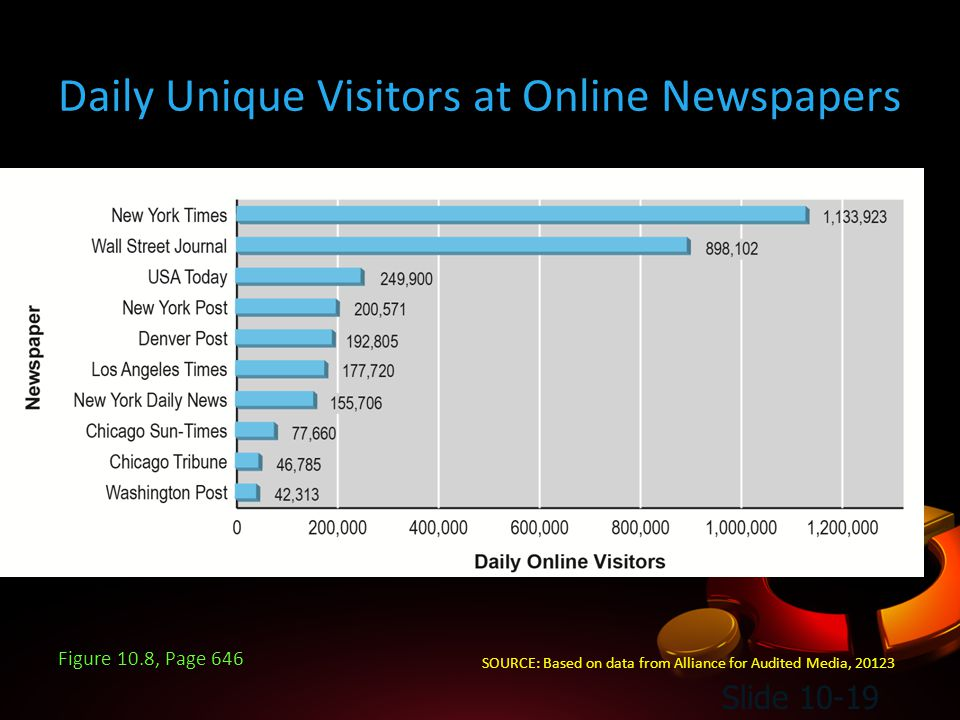 Daily Unique Visitors at Online Newspapers
New York Times 1,133,923
Wall Street Journal 898,102
USA Today 249,900
New York Post 200,571
Denver Post 192,805
Los Angeles Times 177,720
New York Daily News 155,706
Chicago Sun-Times 77,660
Chicago Tribune 46,785
Washington Post 42,313
Newspaper
0 200,000 400,000 600,000 800,000 1,000,000 1,200,000
Daily Online Visitors
Figure 10.8, Page 646
SOURCE: Based on data from Alliance for Audited Media, 20123
Slide 10-19